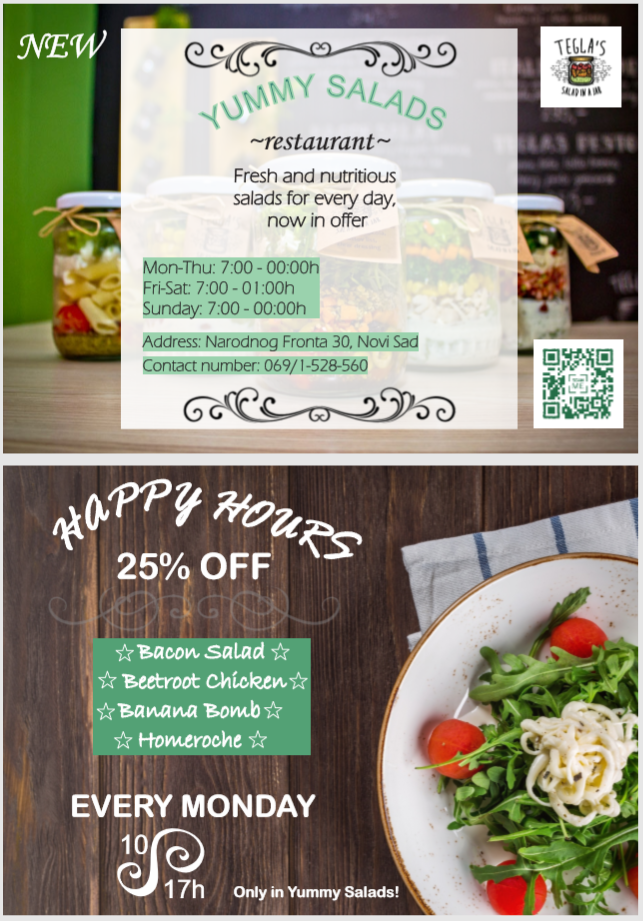 NEW
TEGLA'S
SALAD IN A JAR
YUMMY SALADS
~restaurant~
Fresh and nutritious
salads for every day,
now in offer
Mon-Thu: 7:00 - 00:00h
Fri-Sat: 7:00 - 01:00h
Sunday: 7:00 - 00:00h
Address: Narodnog Fronta 30, Novi Sad
Contact number: 069/1-528-560
HAPPY HOURS
25% OFF
☆ Bacon Salad ☆
☆ Beetroot Chicken ☆
☆ Banana Bomb ☆
☆ Homeroche ☆
EVERY MONDAY
10
17h
Only in Yummy Salads!